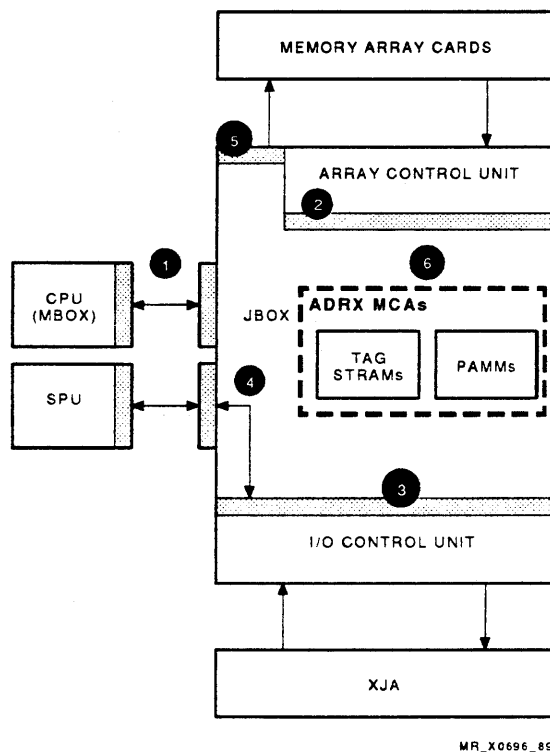 MEMORY ARRAY CARDS
5
ARRAY CONTROL UNIT
2
1
6
CPU
(MBOX)
JBOX
ADRX MCAs
TAG
STRAMs
PAMMs
SPU
4
3
I/O CONTROL UNIT
XJA
MR_X0696_89